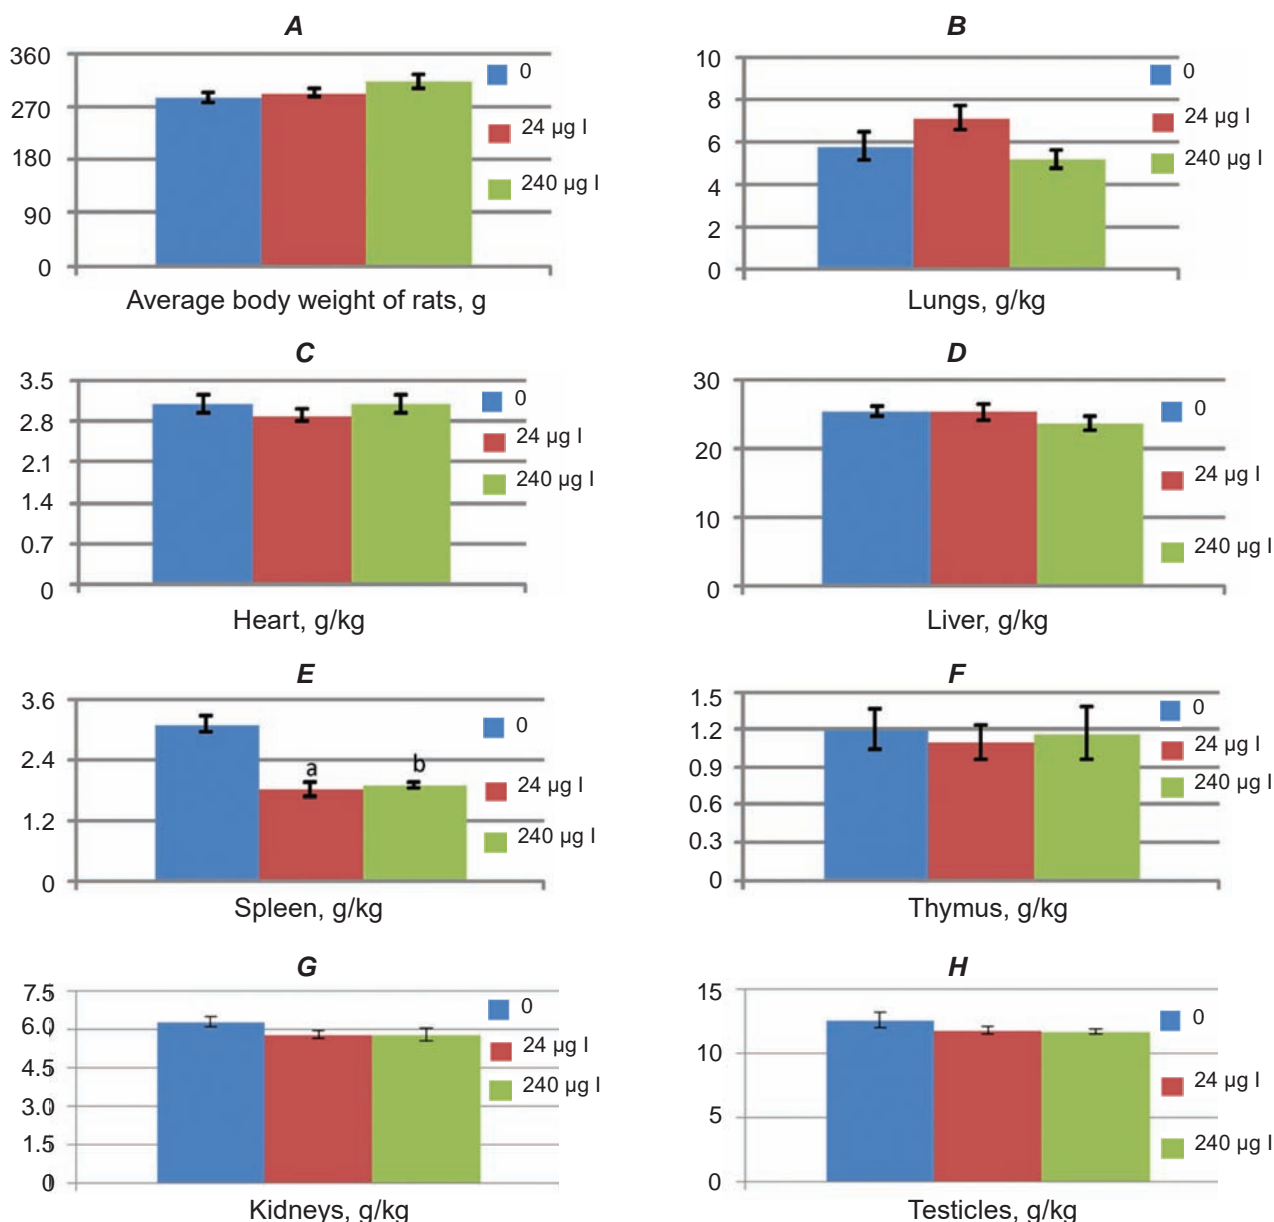 A
360
270
180
90
0
0
24 µg I
240 µg I
Average body weight of rats, g
B
10
8
6
4
2
0
0
24 µg I
240 µg I
Lungs, g/kg
C
3.5
2.8
2.1
1.4
0.7
0
0
24 µg I
240 µg I
Heart, g/kg
D
30
20
10
0
0
24 µg I
240 µg I
Liver, g/kg
E
3.6
2.4
1.2
0
a
b
0
24 µg I
240 µg I
Spleen, g/kg
F
1.5
1.2
0.9
0.6
0.3
0
0
24 µg I
240 µg I
Thymus, g/kg
G
7.5
6.0
4.5
3.0
1.5
0
0
24 µg I
240 µg I
Kidneys, g/kg
H
15
10
5
0
0
24 µg I
240 µg I
Testicles, g/kg